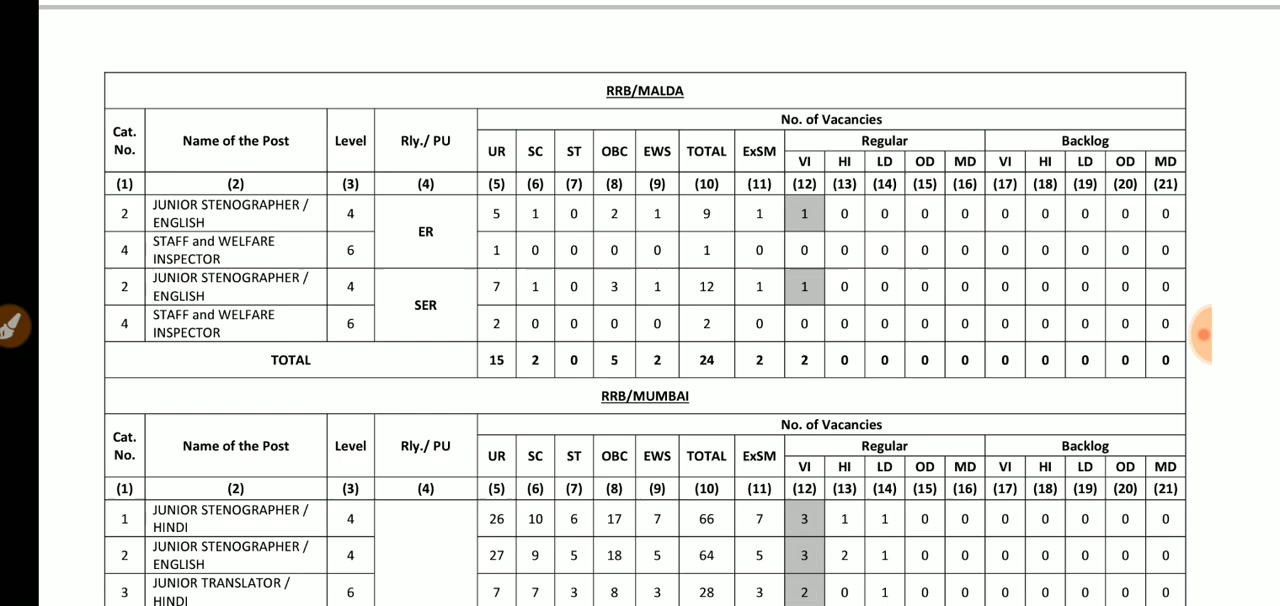 RRB/MALDA
Cat. No. Name of the Post Level Rly./ PU No. of Vacancies
UR SC ST OBC EWS TOTAL ExSM Regular Backlog
VI HI LD OD MD VI HI LD OD MD
(1) (2) (3) (4) (5) (6) (7) (8) (9) (10) (11) (12) (13) (14) (15) (16) (17) (18) (19) (20) (21)
2 JUNIOR STENOGRAPHER / ENGLISH 4 ER 5 1 0 2 1 9 1 1 0 0 0 0 0 0 0 0 0
4 STAFF and WELFARE INSPECTOR 6 1 0 0 0 0 1 0 0 0 0 0 0 0 0 0 0 0
2 JUNIOR STENOGRAPHER / ENGLISH 4 SER 7 1 0 3 1 12 1 1 0 0 0 0 0 0 0 0 0
4 STAFF and WELFARE INSPECTOR 6 2 0 0 0 0 2 0 0 0 0 0 0 0 0 0 0 0
TOTAL 15 2 0 5 2 24 2 2 0 0 0 0 0 0 0 0 0
RRB/MUMBAI
Cat. No. Name of the Post Level Rly./ PU No. of Vacancies
UR SC ST OBC EWS TOTAL ExSM Regular Backlog
VI HI LD OD MD VI HI LD OD MD
(1) (2) (3) (4) (5) (6) (7) (8) (9) (10) (11) (12) (13) (14) (15) (16) (17) (18) (19) (20) (21)
1 JUNIOR STENOGRAPHER / HINDI 4 26 10 6 17 7 66 7 3 1 1 0 0 0 0 0 0 0
2 JUNIOR STENOGRAPHER / ENGLISH 4 27 9 5 18 5 64 5 3 2 1 0 0 0 0 0 0 0
3 JUNIOR TRANSLATOR / HINDI 6 7 7 3 8 3 28 3 2 0 1 0 0 0 0 0 0 0